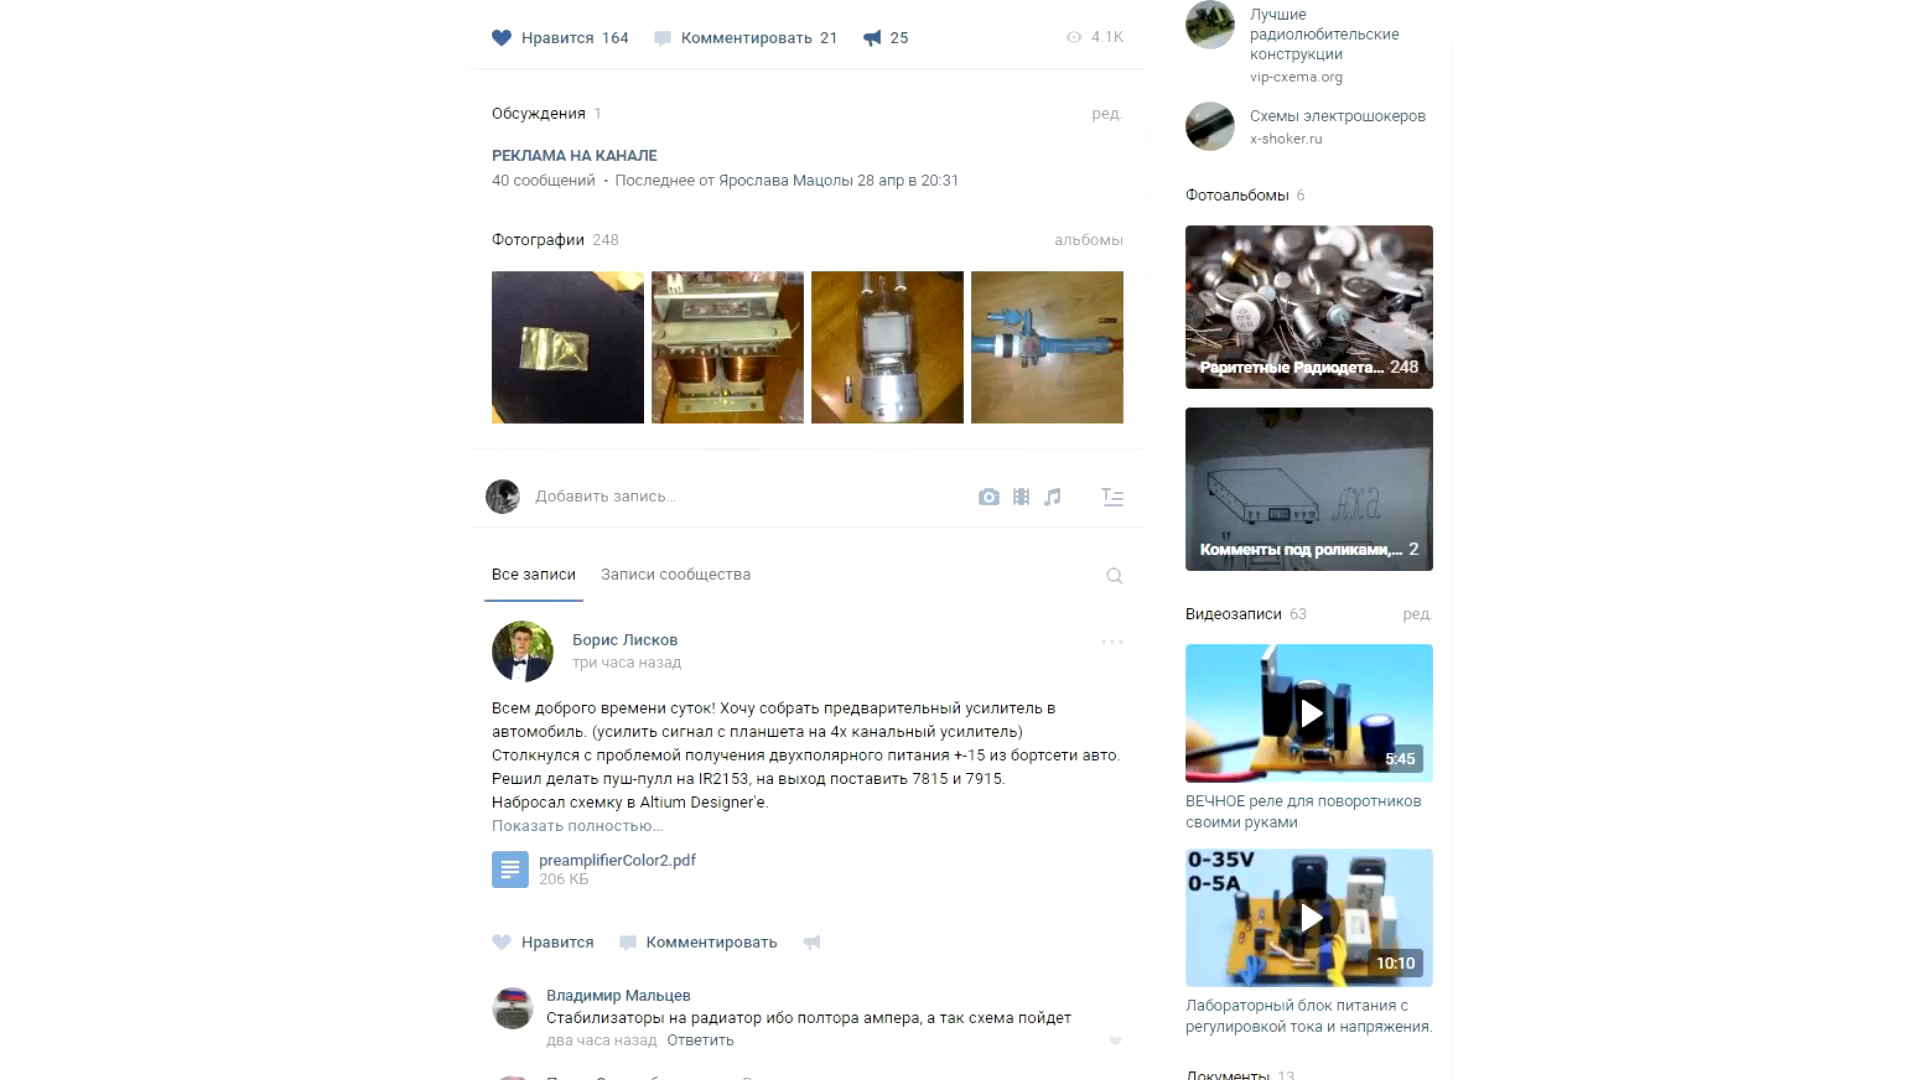 Нравится 164 Комментировать 21 25 4.1K
Обсуждения 1 ред.
РЕКЛАМА НА КАНАЛЕ
40 сообщений · Последнее от Ярослава Мацолы 28 апр в 20:31
Фотографии 248 альбомы
Добавить запись...
Все записи Записи сообщества
Борис Лисков
три часа назад
Всем доброго времени суток! Хочу собрать предварительный усилитель в
автомобиль. (усилить сигнал с планшета на 4х канальный усилитель)
Столкнулся с проблемой получения двухполярного питания +-15 из бортсети авто.
Решил делать пуш-пулл на IR2153, на выход поставить 7815 и 7915.
Набросал схемку в Altium Designer'е.
Показать полностью...
preamplifierColor2.pdf
206 КБ
Нравится Комментировать
Владимир Мальцев
Стабилизаторы на радиатор ибо полтора ампера, а так схема пойдет
два часа назад Ответить
Лучшие
радиолюбительские
конструкции
vip-cxema.org
Схемы электрошокеров
x-shoker.ru
Фотоальбомы 6
Раритетные Радиодета... 248
Аха
Комменты под роликами,... 2
Видеозаписи 63 ред.
5:45
ВЕЧНОЕ реле для поворотников
своими руками
0-35V
0-5A
10:10
Лабораторный блок питания с
регулировкой тока и напряжения.
Документы 13